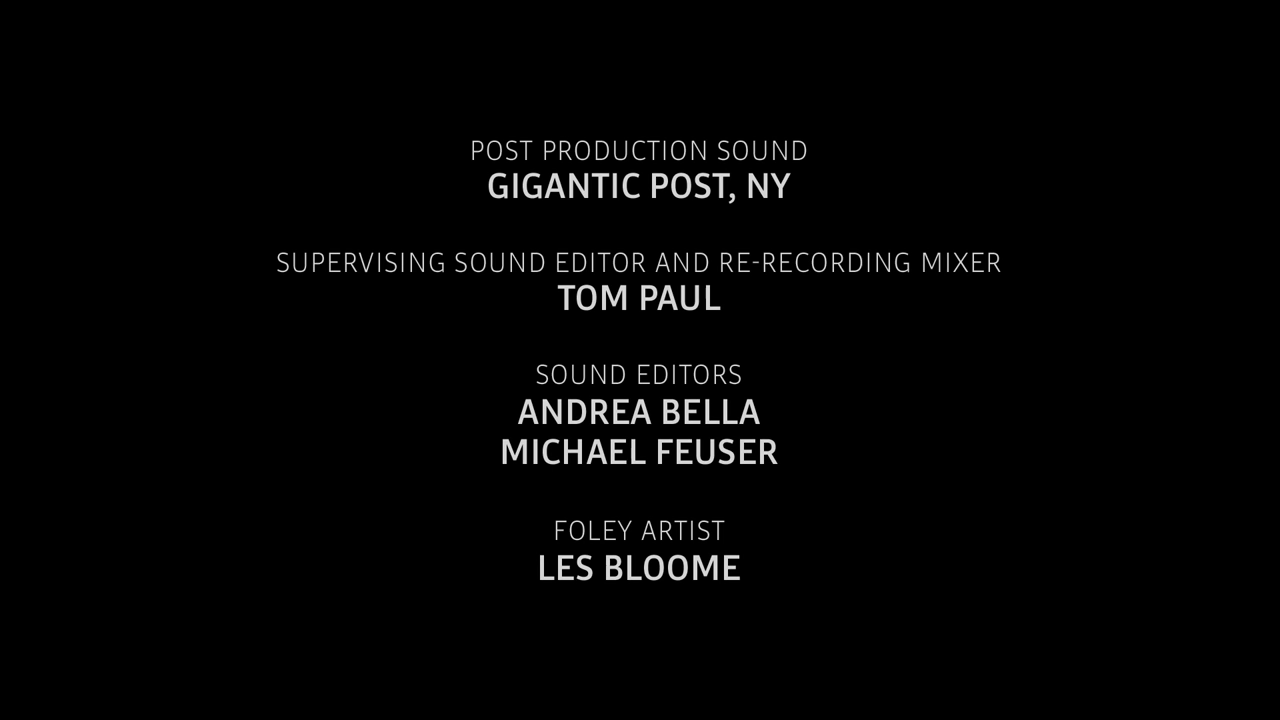 POST PRODUCTION SOUND
GIGANTIC POST, NY
SUPERVISING SOUND EDITOR AND RE-RECORDING MIXER
TOM PAUL
SOUND EDITORS
ANDREA BELLA
MICHAEL FEUSER
FOLEY ARTIST
LES BLOOME